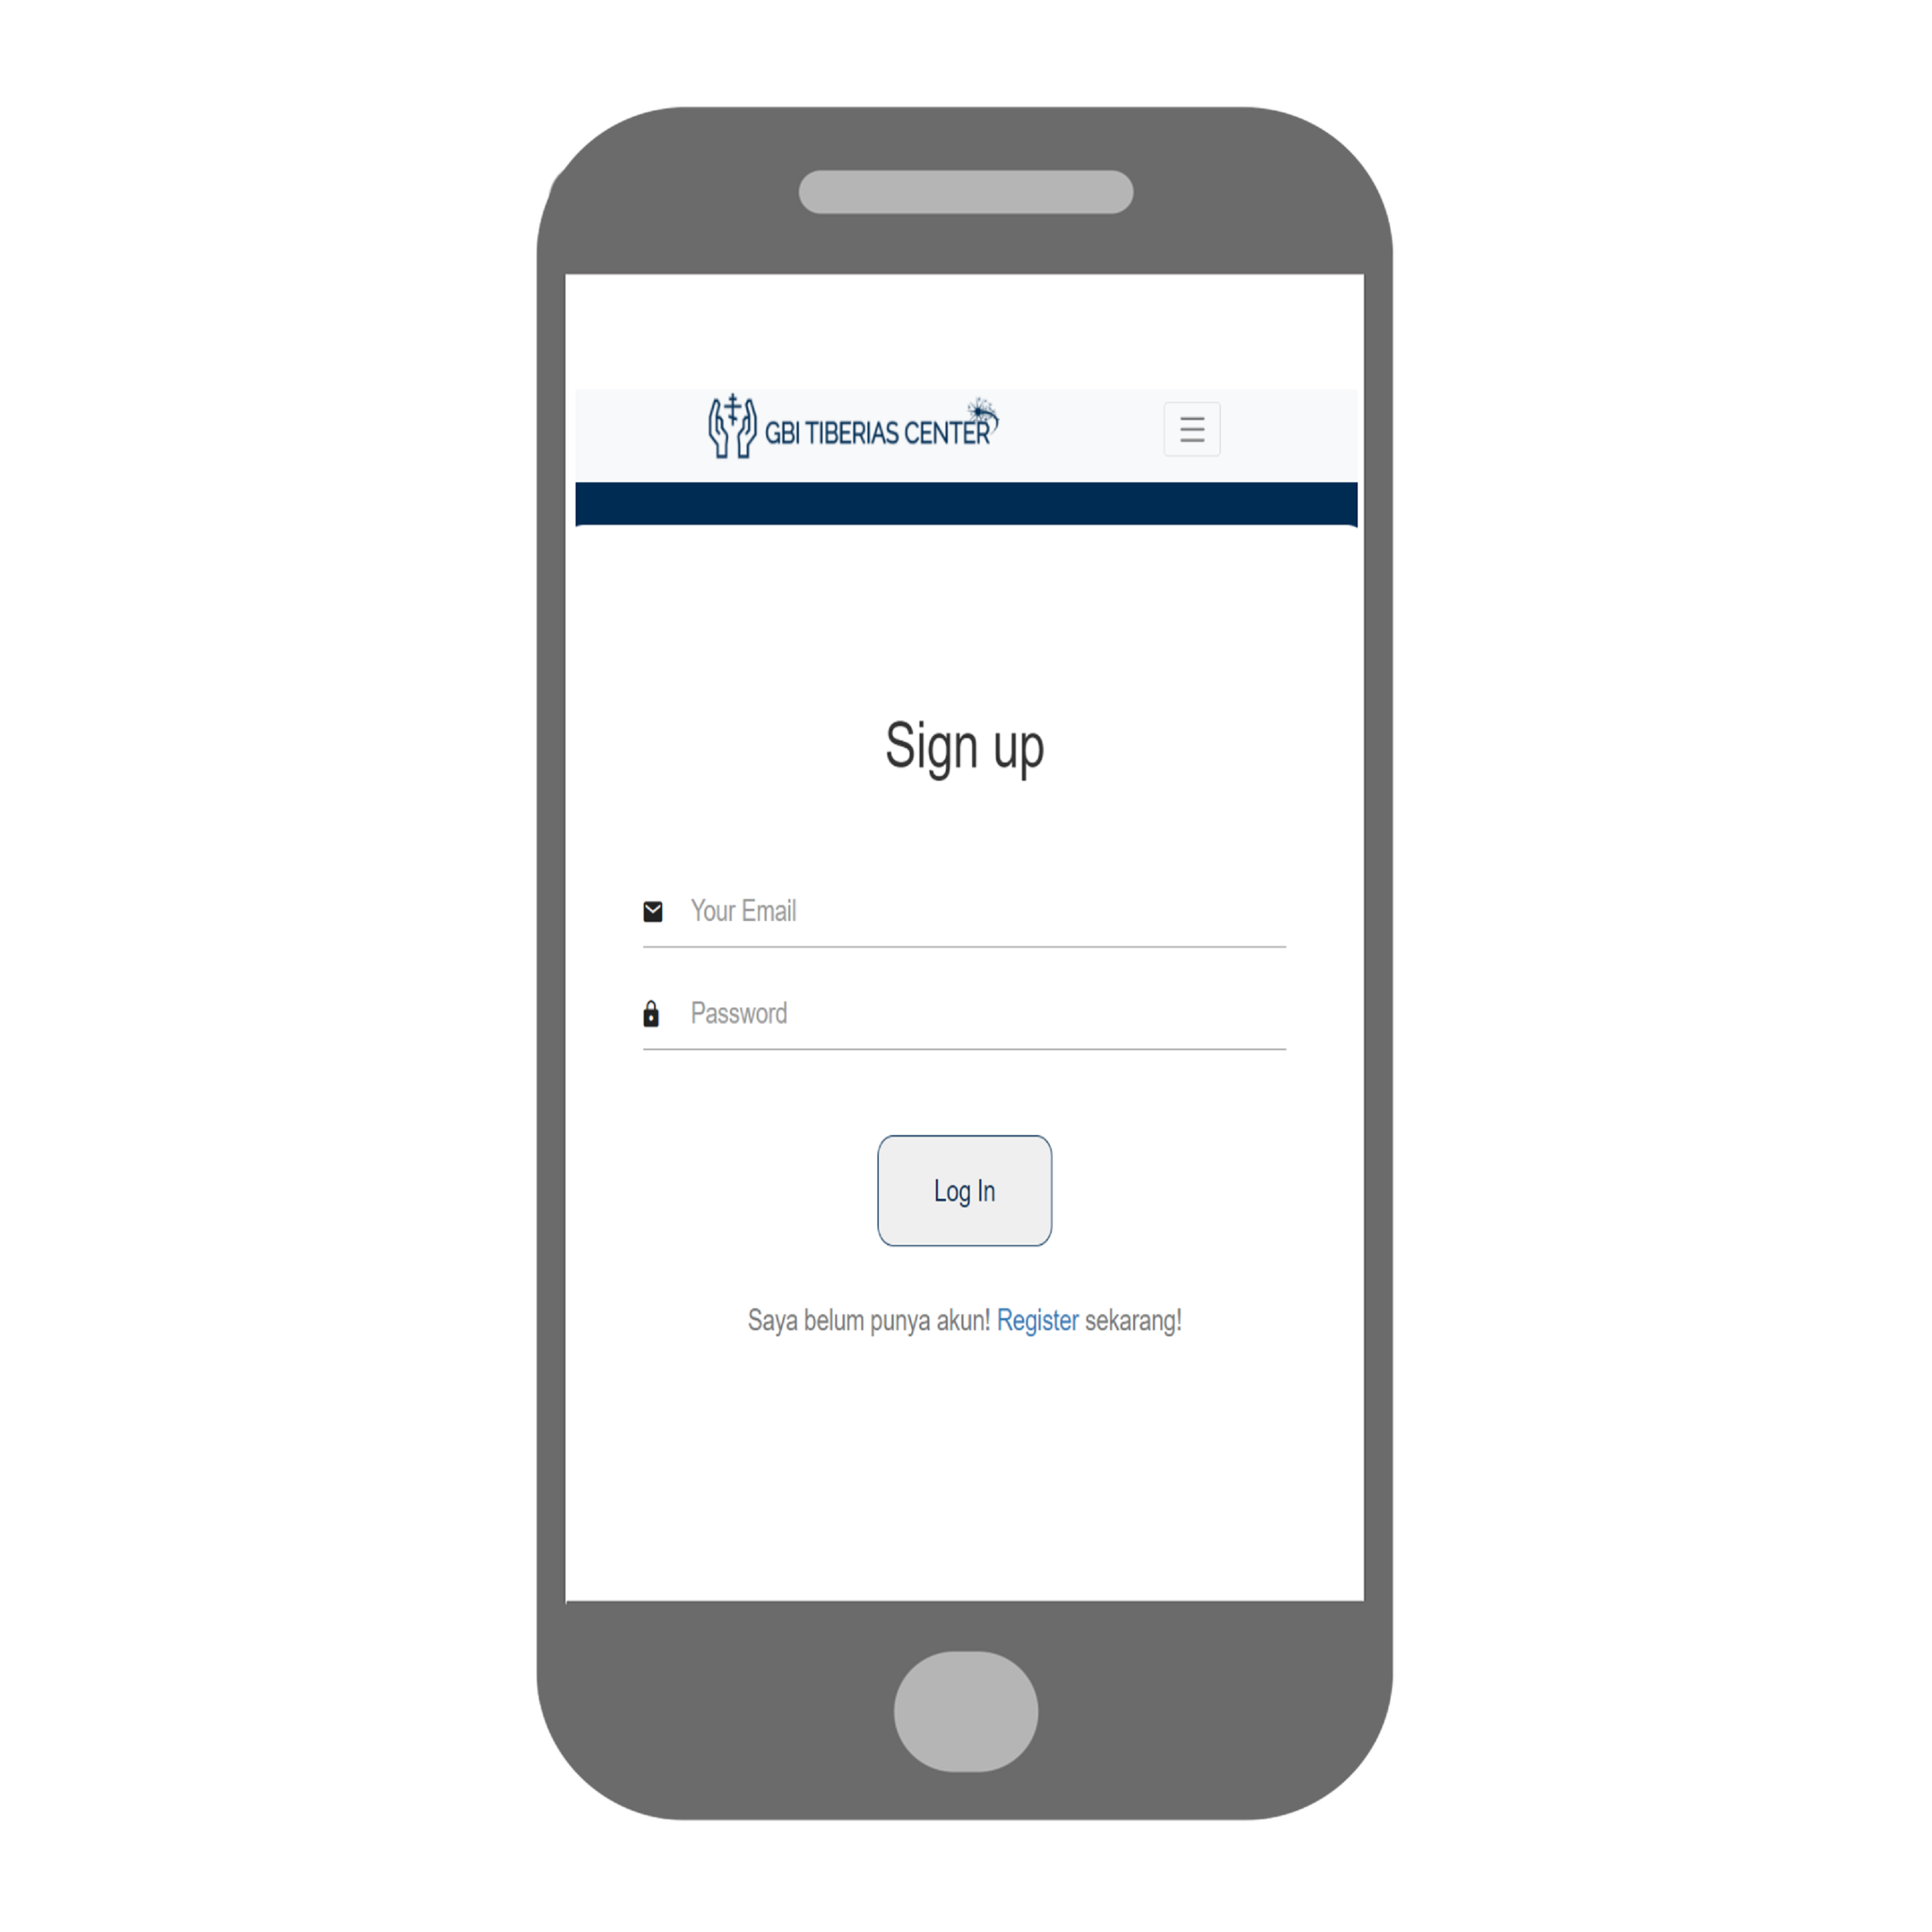 GBI TIBERIAS CENTER
Sign up
Your Email
Password
Log In
Saya belum punya akun! Register sekarang!